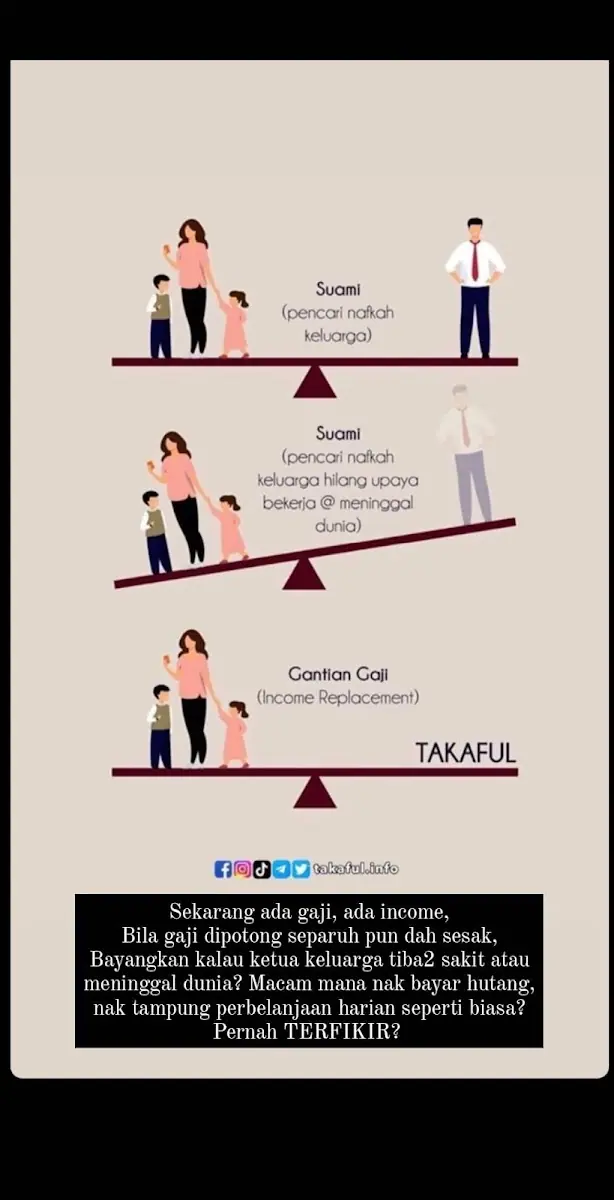 Suami
(pencari nafkah
keluarga)
Suami
(pencari nafkah
keluarga hilang upaya
bekerja @ meninggal
dunia)
Gantian Gaji
(Income Replacement)
TAKAFUL
takaful.info
Sekarang ada gaji, ada income,
Bila gaji dipotong separuh pun dah sesak,
Bayangkan kalau ketua keluarga tiba2 sakit atau
meninggal dunia? Macam mana nak bayar hutang,
nak tampung perbelanjaan harian seperti biasa?
Pernah TERFIKIR?